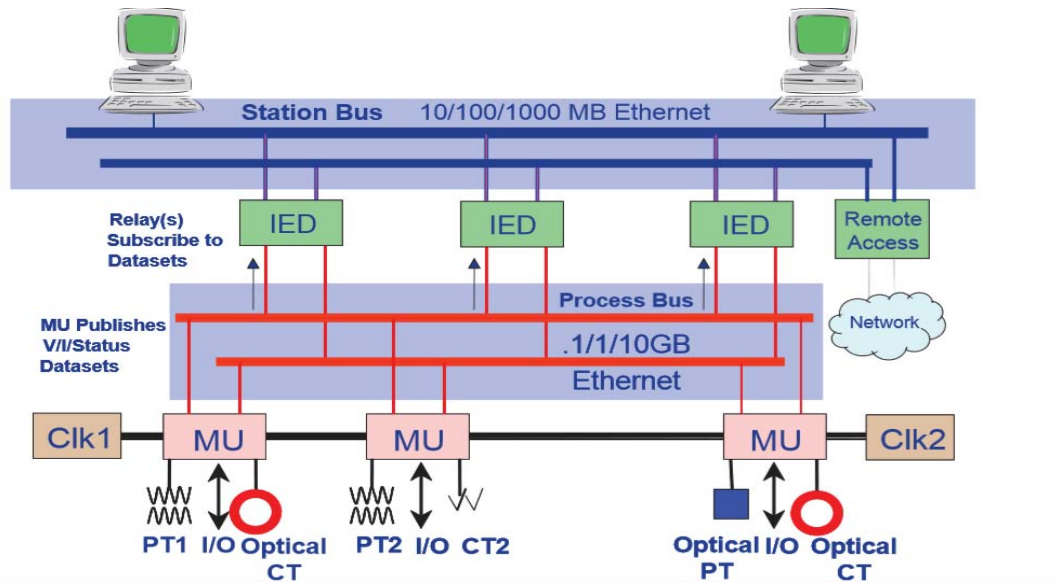 Station Bus 10/100/1000 MB Ethernet
Relay(s)
Subscribe to
Datasets
IED
IED
IED
Remote
Access
Process Bus
Network
MU Publishes
V/I/Status
Datasets
.1/1/10GB
Ethernet
Clk1
MU
MU
MU
Clk2
PT1 I/O Optical
CT
PT2 I/O CT2
Optical I/O Optical
PT CT